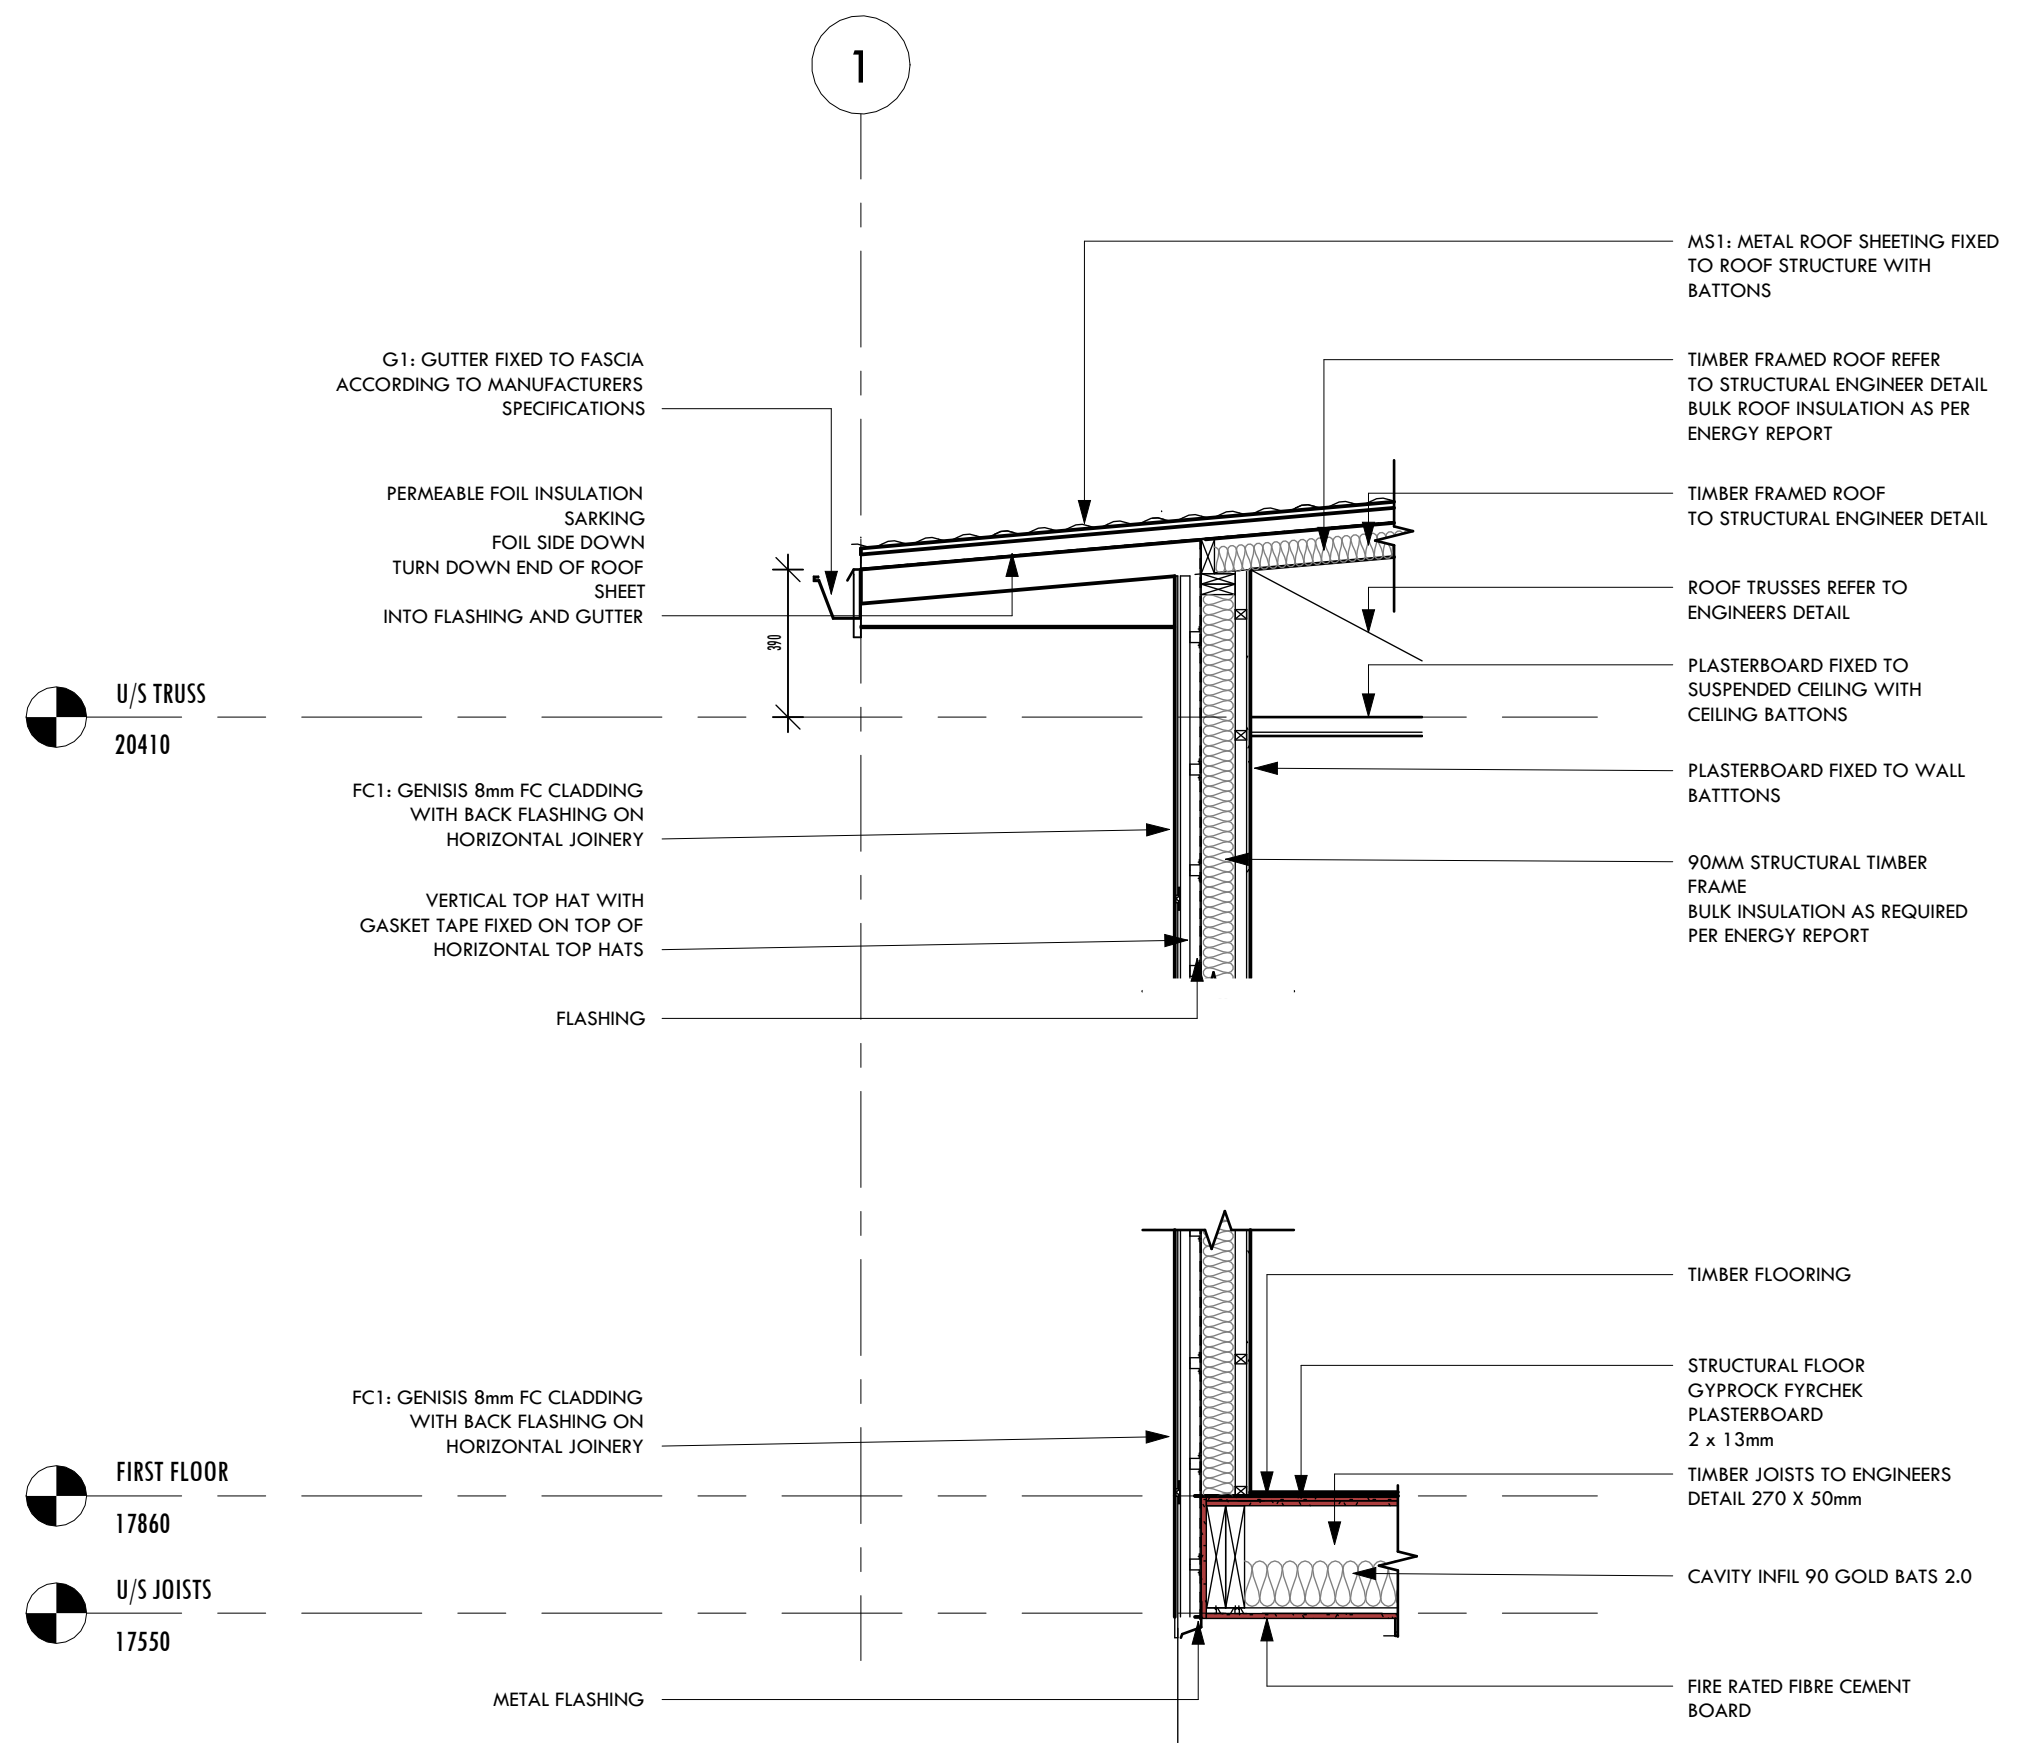 1
MS1: METAL ROOF SHEETING FIXED
TO ROOF STRUCTURE WITH
BATTONS
G1: GUTTER FIXED TO FASCIA
ACCORDING TO MANUFACTURERS
SPECIFICATIONS
TIMBER FRAMED ROOF REFER
TO STRUCTURAL ENGINEER DETAIL
BULK ROOF INSULATION AS PER
ENERGY REPORT
PERMEABLE FOIL INSULATION
SARKING
FOIL SIDE DOWN
TURN DOWN END OF ROOF
SHEET
INTO FLASHING AND GUTTER
TIMBER FRAMED ROOF
TO STRUCTURAL ENGINEER DETAIL
ROOF TRUSSES REFER TO
ENGINEERS DETAIL
390
U/S TRUSS
20410
PLASTERBOARD FIXED TO
SUSPENDED CEILING WITH
CEILING BATTONS
PLASTERBOARD FIXED TO WALL
BATTTONS
FC1: GENISIS 8mm FC CLADDING
WITH BACK FLASHING ON
HORIZONTAL JOINERY
90MM STRUCTURAL TIMBER
FRAME
BULK INSULATION AS REQUIRED
PER ENERGY REPORT
VERTICAL TOP HAT WITH
GASKET TAPE FIXED ON TOP OF
HORIZONTAL TOP HATS
FLASHING
TIMBER FLOORING
STRUCTURAL FLOOR
GYPROCK FYRCHEK
PLASTERBOARD
2 x 13mm
FC1: GENISIS 8mm FC CLADDING
WITH BACK FLASHING ON
HORIZONTAL JOINERY
FIRST FLOOR
17860
TIMBER JOISTS TO ENGINEERS
DETAIL 270 X 50mm
CAVITY INFIL 90 GOLD BATS 2.0
U/S JOISTS
17550
METAL FLASHING
FIRE RATED FIBRE CEMENT
BOARD